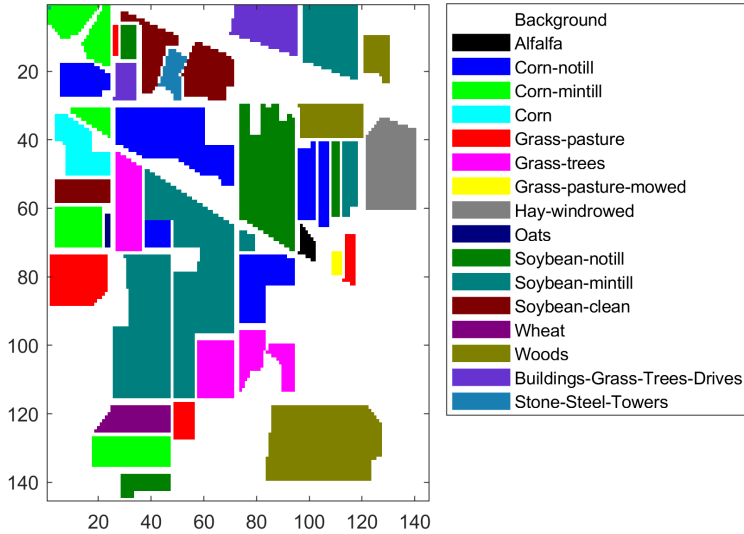 Background
Alfalfa
Corn-notill
Corn-mintill
Corn
Grass-pasture
Grass-trees
Grass-pasture-mowed
Hay-windrowed
Oats
Soybean-notill
Soybean-mintill
Soybean-clean
Wheat
Woods
Buildings-Grass-Trees-Drives
Stone-Steel-Towers
20
40
60
80
100
120
140
20 40 60 80 100 120 140